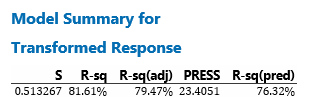 Model Summary for
Transformed Response
S R-sq R-sq(adj) PRESS R-sq(pred)
0.513267 81.61% 79.47% 23.4051 76.32%